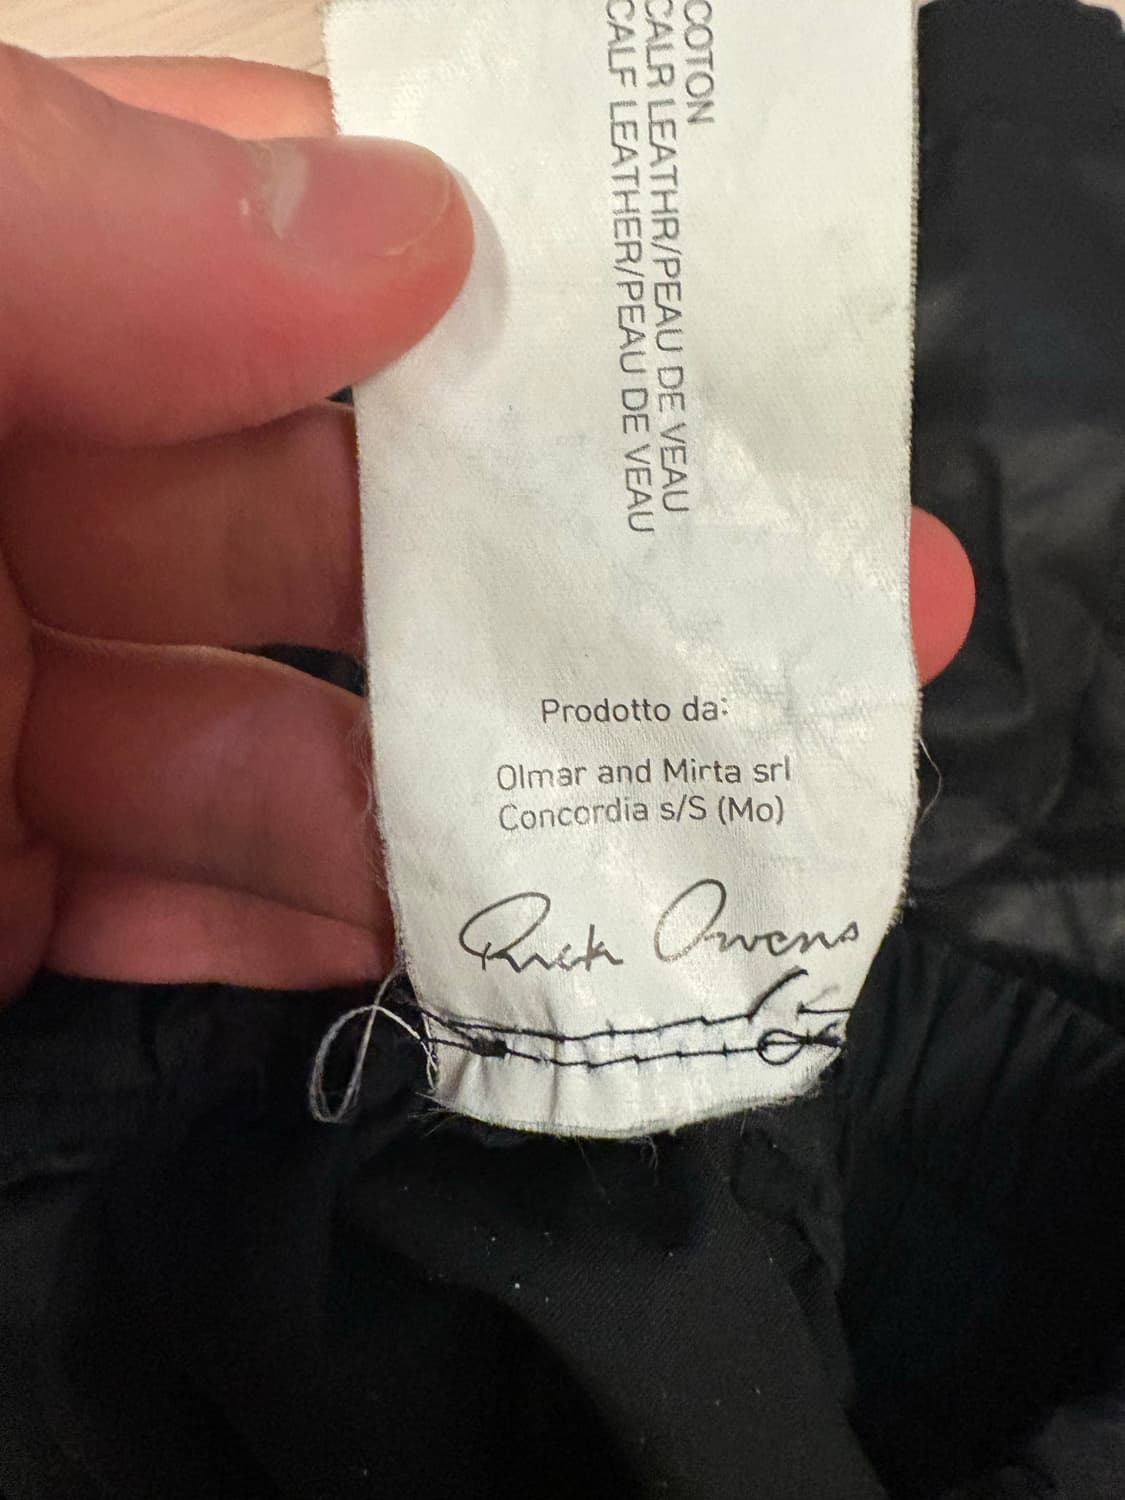 COTON
CALR LEATHR/PEAU DE VEAU
CALF LEATHER/PEAU DE VEAU
Prodotto da:
Olmar and Mirta srl
Concordia s/S (Mo)
Rick Owens